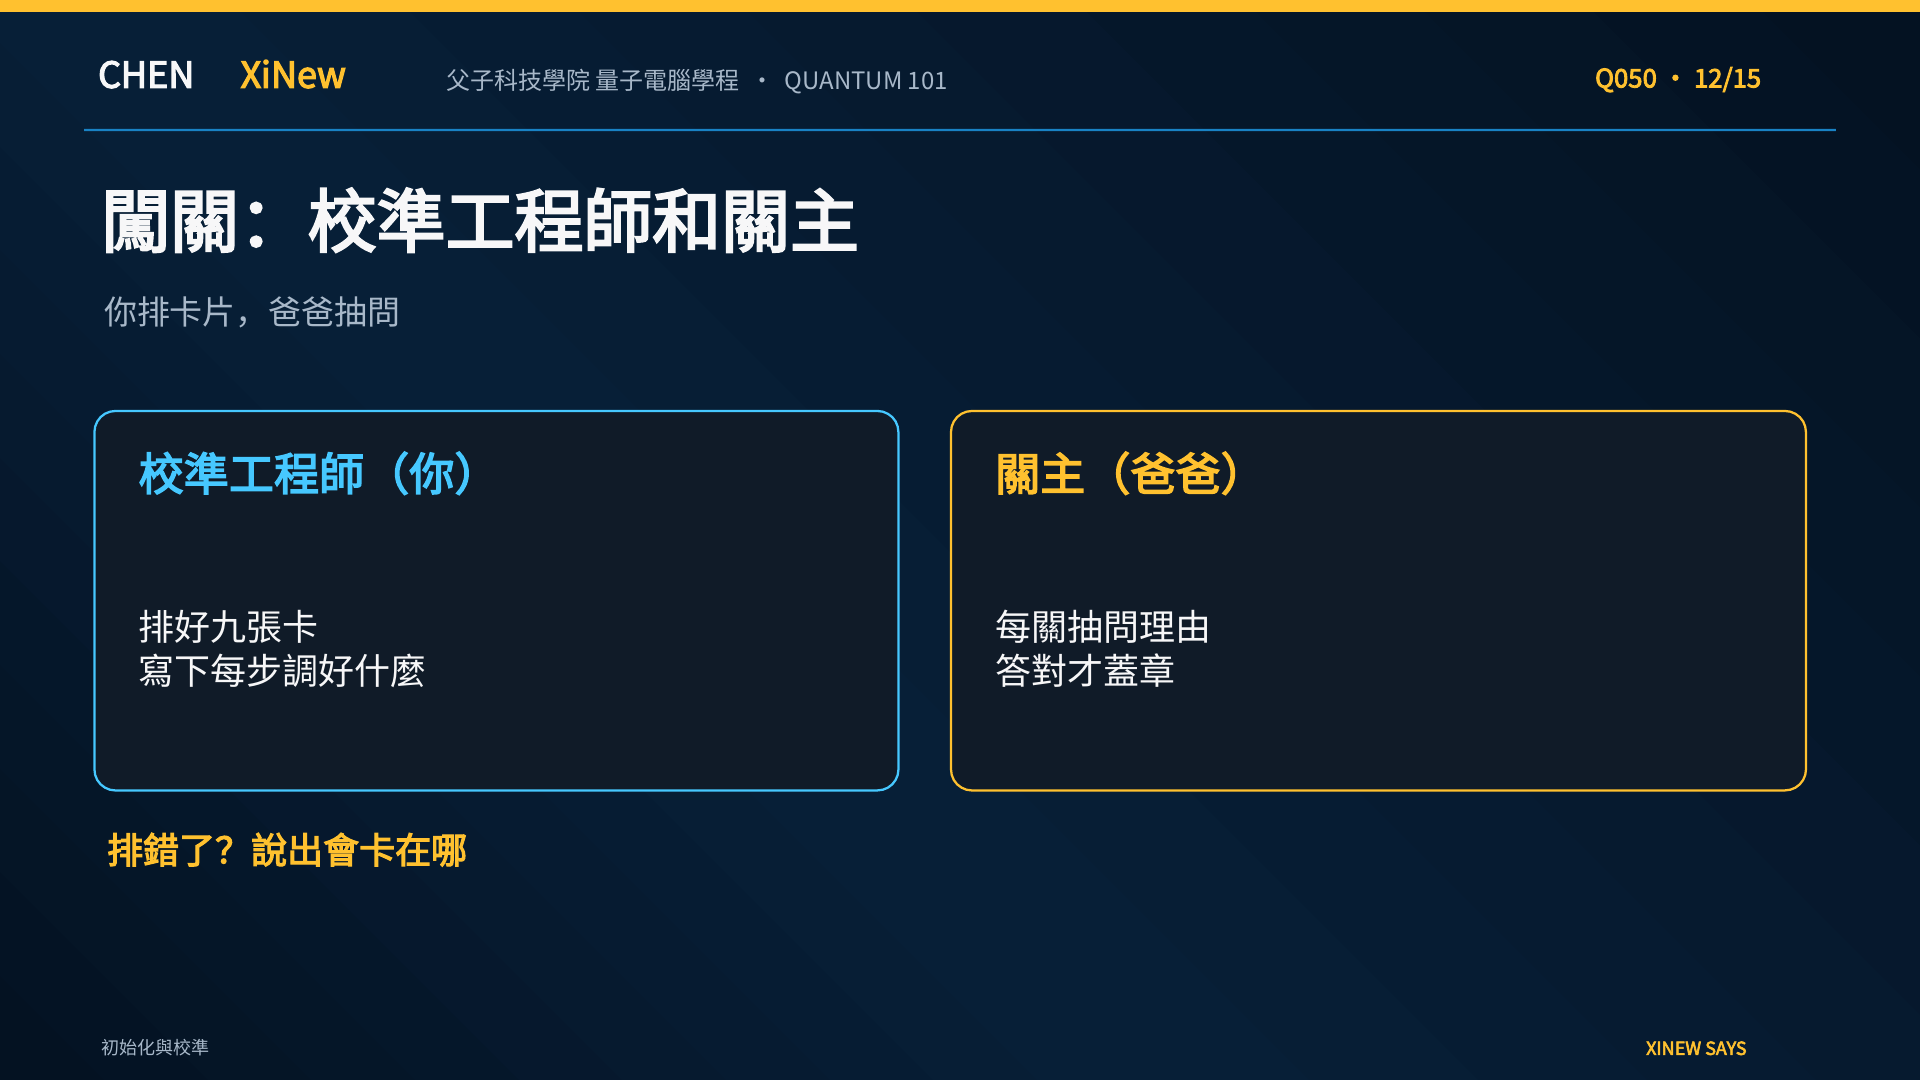 CHEN XiNew 父子科技學院 量子電腦學程 · QUANTUM 101 Q050 · 12/15
闖關：校準工程師和關主
你排卡片，爸爸抽問
校準工程師（你）
排好九張卡
寫下每步調好什麼
關主（爸爸）
每關抽問理由
答對才蓋章
排錯了？說出會卡在哪
初始化與校準
XINEW SAYS